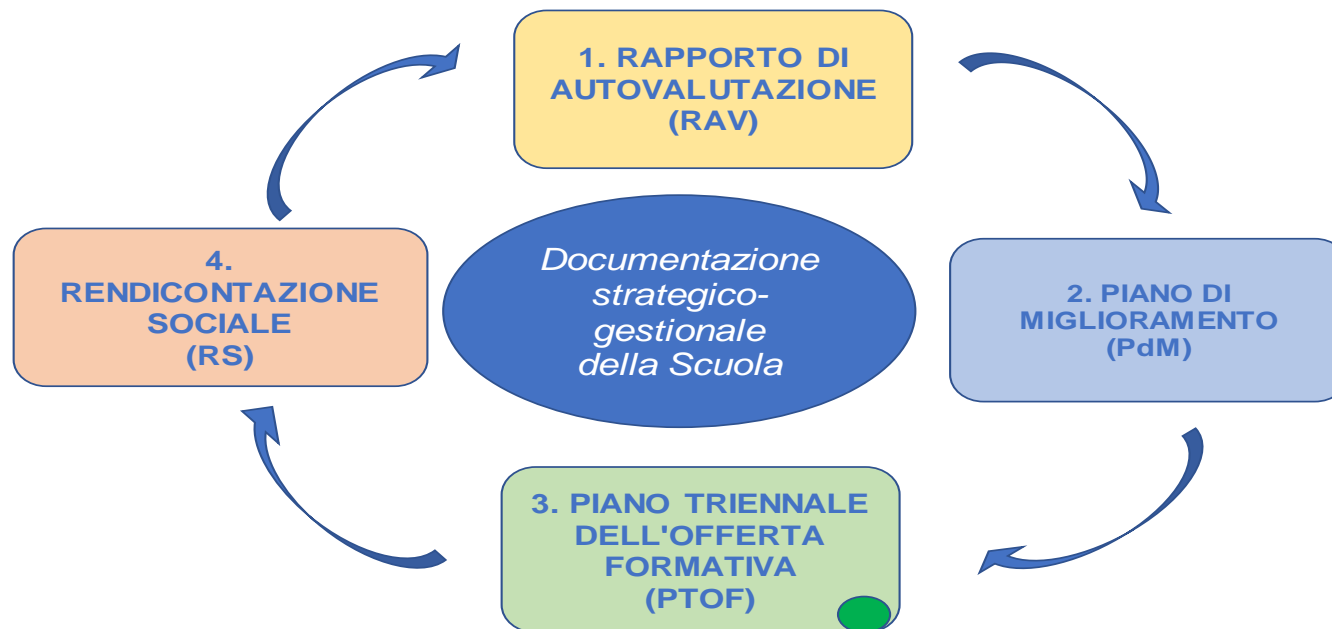 1. RAPPORTO DI
AUTOVALUTAZIONE
(RAV)
Documentazione
strategico-
gestionale
della Scuola
4.
RENDICONTAZIONE
SOCIALE
(RS)
2. PIANO DI
MIGLIORAMENTO
(PdM)
3. PIANO TRIENNALE
DELL'OFFERTA
FORMATIVA
(PTOF)